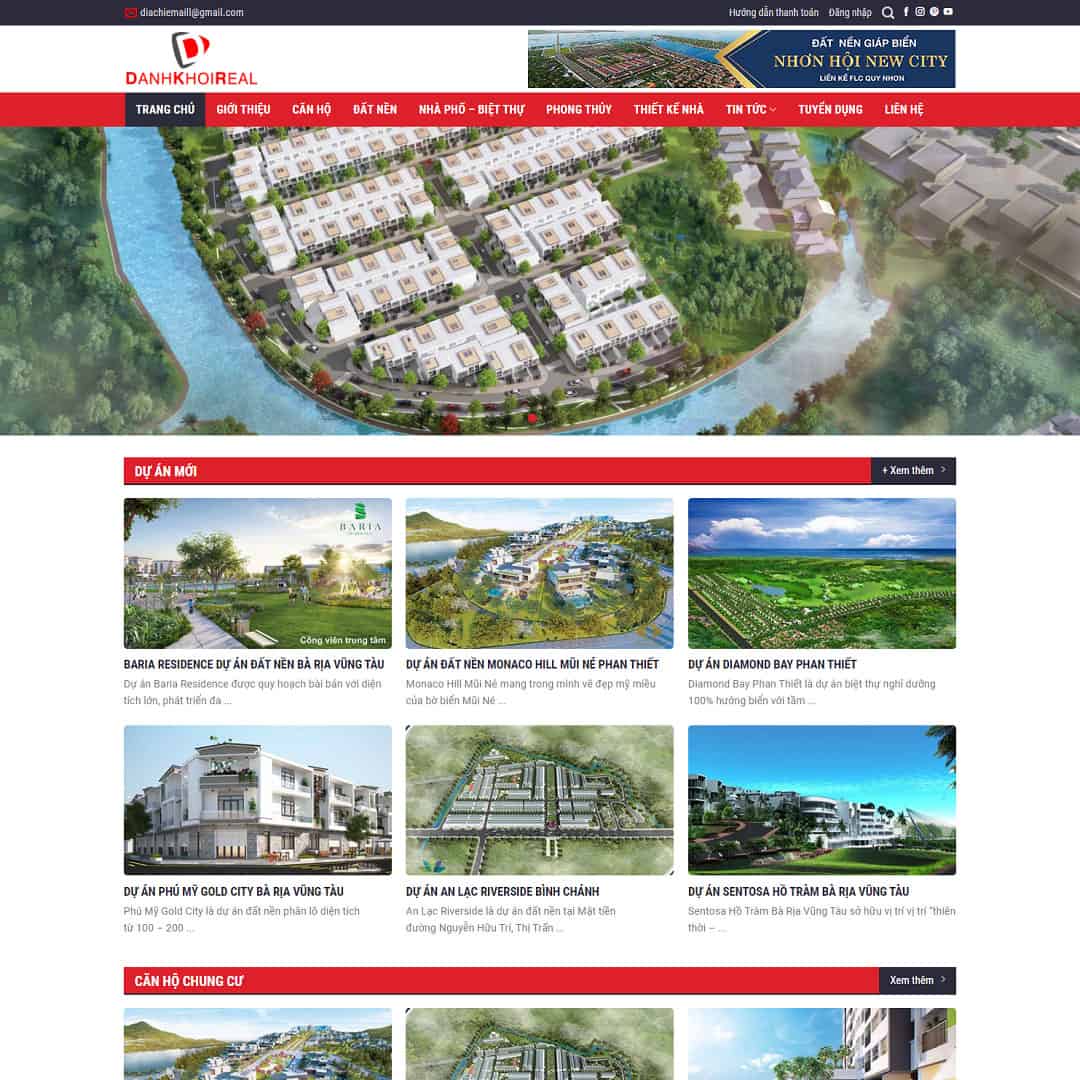 diachiemaill@gmail.com
Hướng dẫn thanh toán
Đăng nhập
DANHKHOIREAL
ĐẤT NỀN GIÁP BIỂN
NHƠN HỘI NEW CITY
LIỀN KỀ FLC QUY NHƠN
TRANG CHỦ
GIỚI THIỆU
CĂN HỘ
ĐẤT NỀN
NHÀ PHỐ – BIỆT THỰ
PHONG THỦY
THIẾT KẾ NHÀ
TIN TỨC
TUYỂN DỤNG
LIÊN HỆ
DỰ ÁN MỚI
+ Xem thêm
BARIA
Công viên trung tâm
BARIA RESIDENCE DỰ ÁN ĐẤT NỀN BÀ RỊA VŨNG TÀU
Dự án Baria Residence được quy hoạch bài bản với diện
tích lớn, phát triển đa ...
DỰ ÁN ĐẤT NỀN MONACO HILL MŨI NÉ PHAN THIẾT
Monaco Hill Mũi Né mang trong mình vẻ đẹp mỹ miều
của bờ biển Mũi Né ...
DỰ ÁN DIAMOND BAY PHAN THIẾT
Diamond Bay Phan Thiết là dự án biệt thự nghỉ dưỡng
100% hướng biển với tầm ...
DỰ ÁN PHÚ MỸ GOLD CITY BÀ RỊA VŨNG TÀU
Phú Mỹ Gold City là dự án đất nền phân lô diện tích
từ 100 – 200 ...
DỰ ÁN AN LẠC RIVERSIDE BÌNH CHÁNH
An Lạc Riverside là dự án đất nền tại Mặt tiền
đường Nguyễn Hữu Trí, Thị Trấn ...
DỰ ÁN SENTOSA HỒ TRÀM BÀ RỊA VŨNG TÀU
Sentosa Hồ Tràm Bà Rịa Vũng Tàu sở hữu vị trí vị trí “thiên
thời – ...
CĂN HỘ CHUNG CƯ
Xem thêm